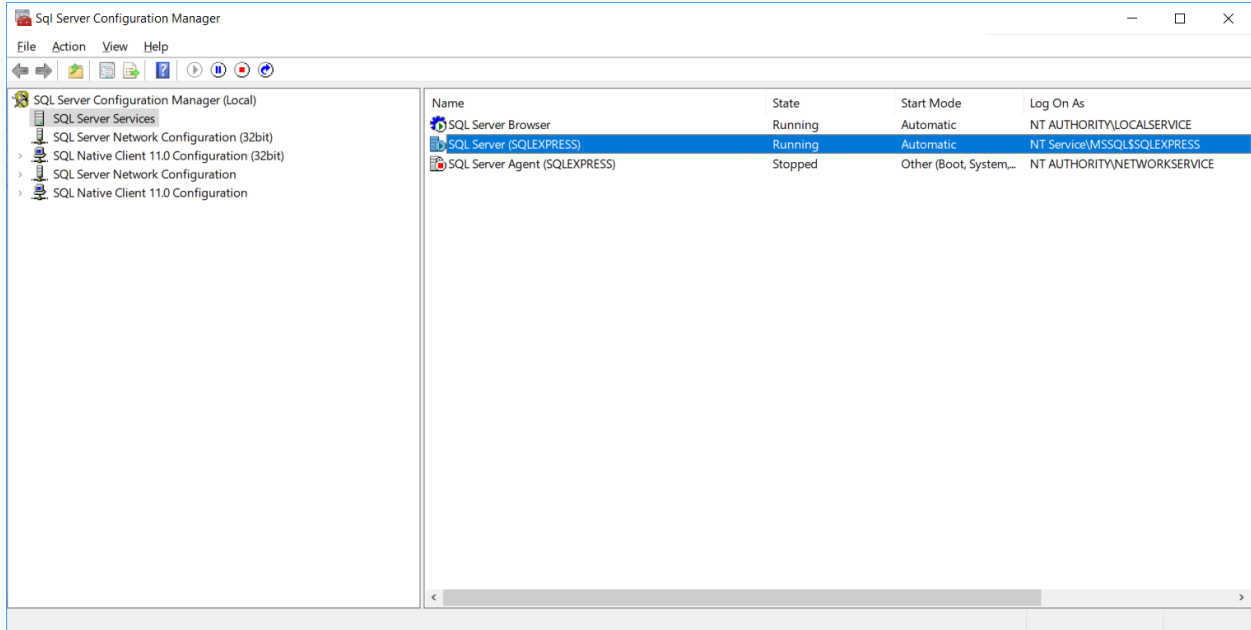 Sql Server Configuration Manager
File Action View Help
SQL Server Configuration Manager (Local)
SQL Server Services
SQL Server Network Configuration (32bit)
SQL Native Client 11.0 Configuration (32bit)
SQL Server Network Configuration
SQL Native Client 11.0 Configuration
Name State Start Mode Log On As
SQL Server Browser Running Automatic NT AUTHORITY\LOCALSERVICE
SQL Server (SQLEXPRESS) Running Automatic NT Service\MSSQL$SQLEXPRESS
SQL Server Agent (SQLEXPRESS) Stopped Other (Boot, System,... NT AUTHORITY\NETWORKSERVICE